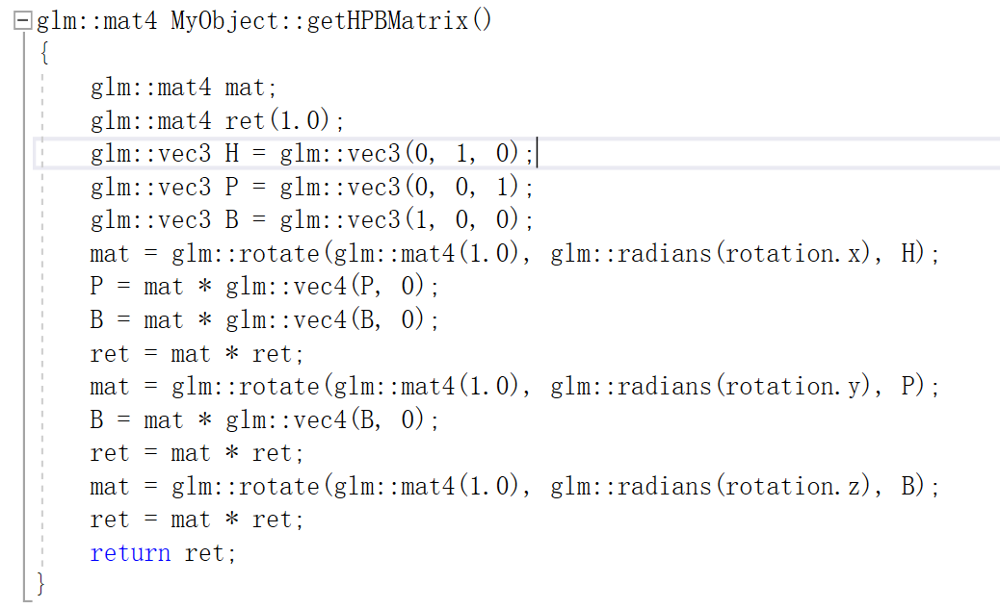 glm::mat4 MyObject::getHPBMatrix()
{
glm::mat4 mat;
glm::mat4 ret(1.0);
glm::vec3 H = glm::vec3(0, 1, 0);
glm::vec3 P = glm::vec3(0, 0, 1);
glm::vec3 B = glm::vec3(1, 0, 0);
mat = glm::rotate(glm::mat4(1.0), glm::radians(rotation.x), H);
P = mat * glm::vec4(P, 0);
B = mat * glm::vec4(B, 0);
ret = mat * ret;
mat = glm::rotate(glm::mat4(1.0), glm::radians(rotation.y), P);
B = mat * glm::vec4(B, 0);
ret = mat * ret;
mat = glm::rotate(glm::mat4(1.0), glm::radians(rotation.z), B);
ret = mat * ret;
return ret;
}